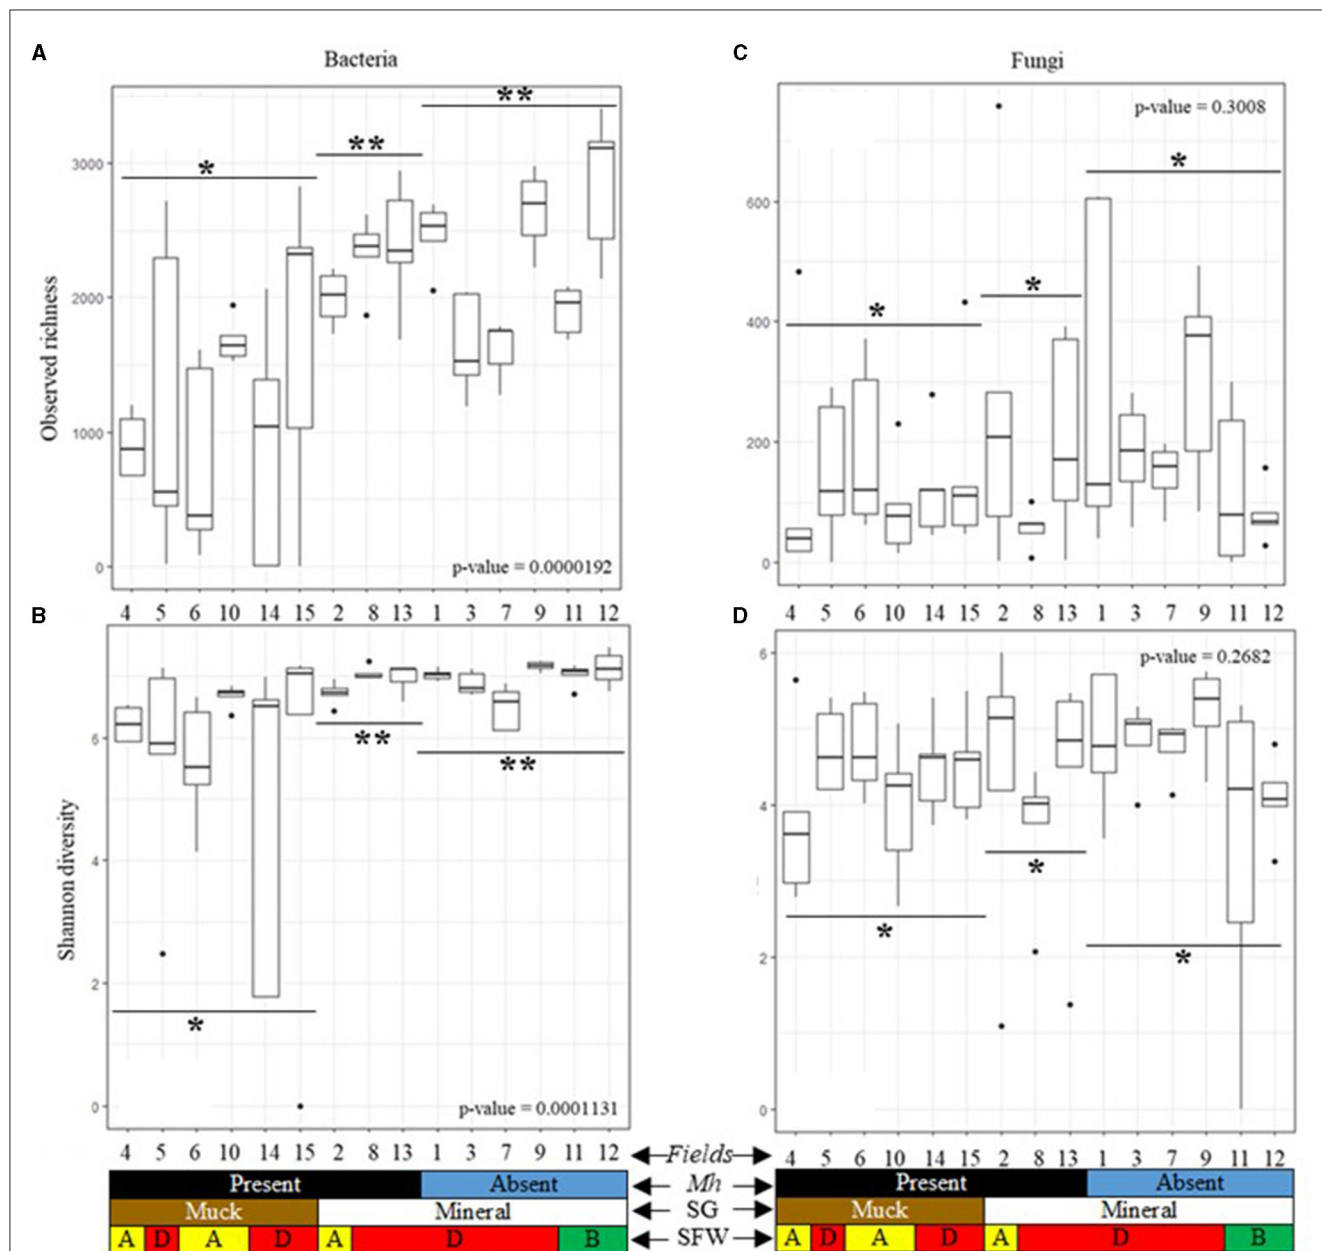 A
Bacteria
** 
**
*
3000
2000
1000
0
Observed richness
p-value = 0.0000192
4 5 6 10 14 15 2 8 13 1 3 7 9 11 12
C
Fungi
p-value = 0.3008
*
*
*
600
400
200
0
4 5 6 10 14 15 2 8 13 1 3 7 9 11 12
B
6
4
2
0
Shannon diversity
**
**
*
p-value = 0.0001131
4 5 6 10 14 15 2 8 13 1 3 7 9 11 12
D
p-value = 0.2682
6
4
2
0
*
*
*
4 5 6 10 14 15 2 8 13 1 3 7 9 11 12
Fields
Present Absent Mh Present Absent
Muck Mineral SG Muck Mineral
A D A D A D B SFW A D A D A D B